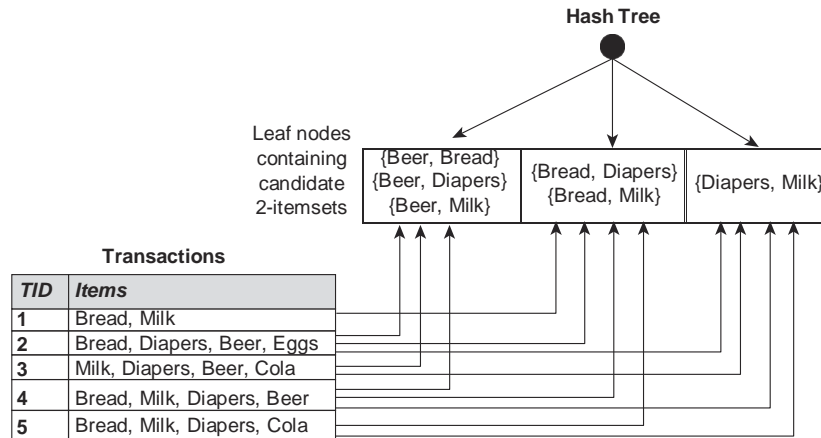 Hash Tree
Leaf nodes
containing
candidate
2-itemsets
{Beer, Bread}
{Beer, Diapers}
{Beer, Milk}
{Bread, Diapers}
{Bread, Milk}
{Diapers, Milk}
Transactions
TID Items
1 Bread, Milk
2 Bread, Diapers, Beer, Eggs
3 Milk, Diapers, Beer, Cola
4 Bread, Milk, Diapers, Beer
5 Bread, Milk, Diapers, Cola